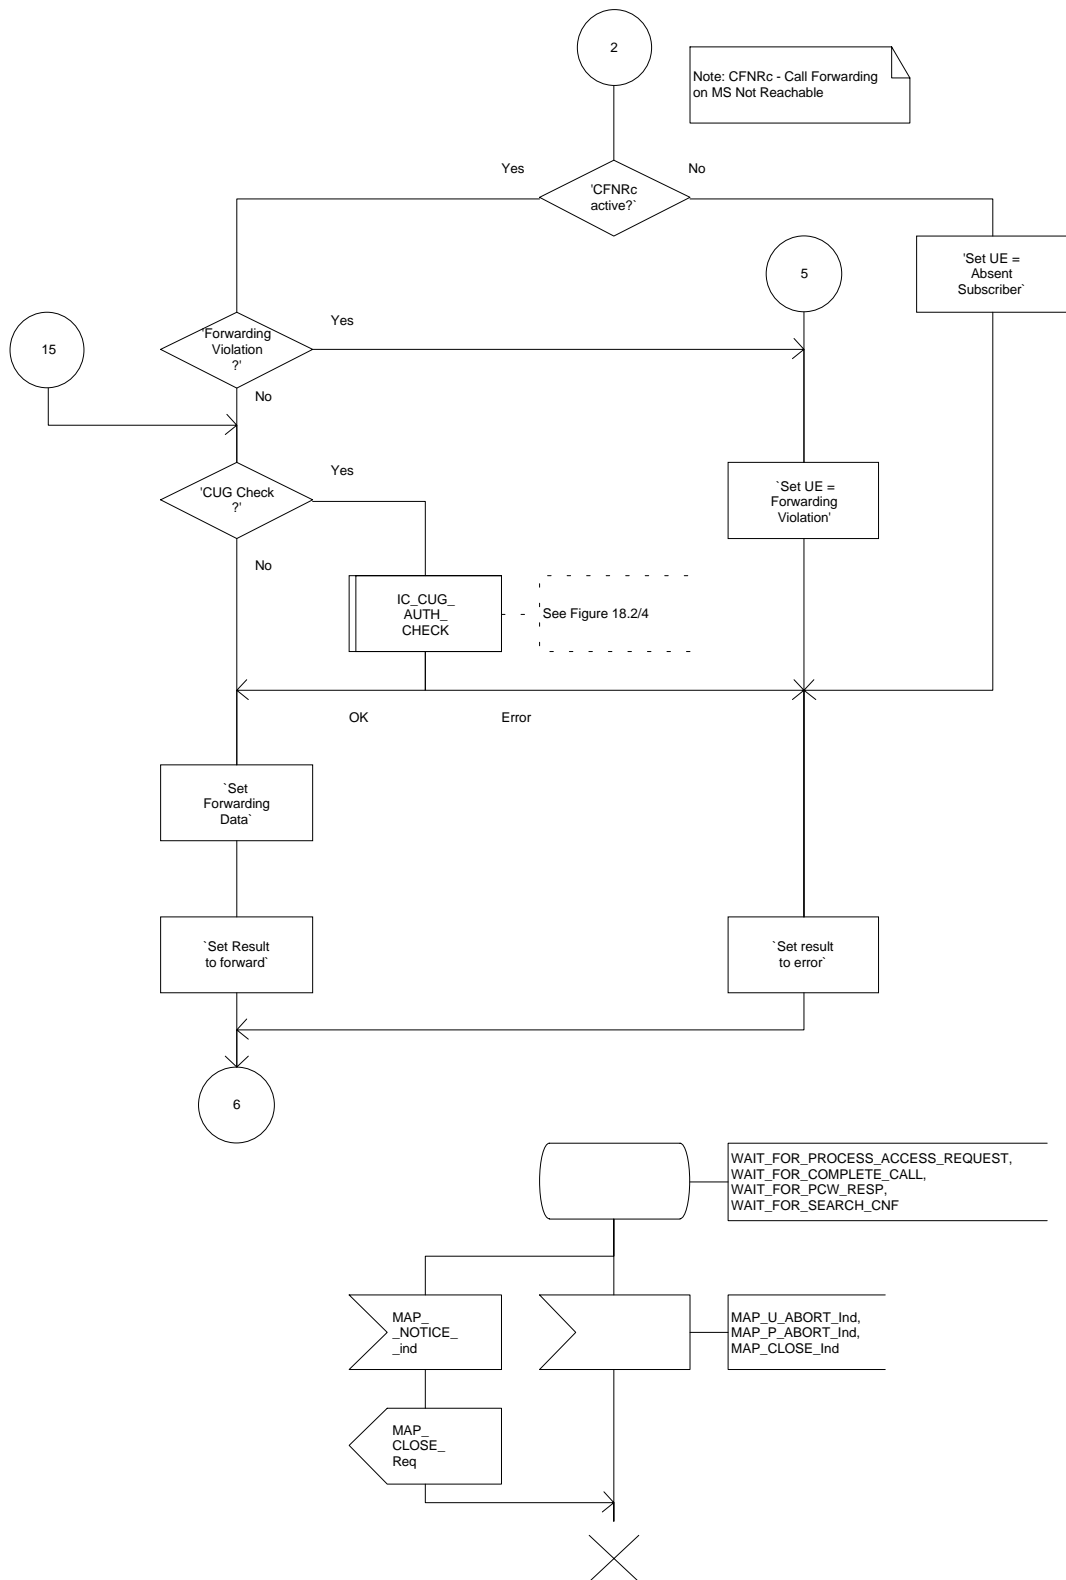 2
Note: CFNRc - Call Forwarding
on MS Not Reachable
Yes
No
'CFNRc
active?`
'Set UE =
Absent
Subscriber`
5
15
'Forwarding
Violation
?'
Yes
No
'CUG Check
?'
Yes
No
`Set UE =
Forwarding
Violation'
IC_CUG_
AUTH_
CHECK
See Figure 18.2/4
OK
Error
`Set
Forwarding
Data`
`Set Result
to forward`
`Set result
to error`
6
WAIT_FOR_PROCESS_ACCESS_REQUEST,
WAIT_FOR_COMPLETE_CALL,
WAIT_FOR_PCW_RESP,
WAIT_FOR_SEARCH_CNF
MAP_
_NOTICE_
_ind
MAP_U_ABORT_Ind,
MAP_P_ABORT_Ind,
MAP_CLOSE_Ind
MAP_
CLOSE_
Req